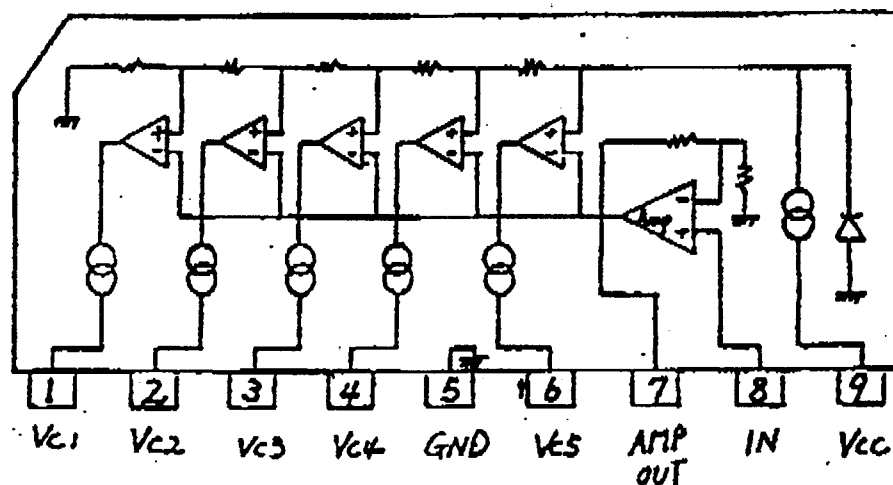 + + + + +
- - - - -
-
Amp
+
1 2 3 4 5 6 7 8 9
Vc1 Vc2 Vc3 Vc4 GND Vc5 AMP IN Vcc
OUT